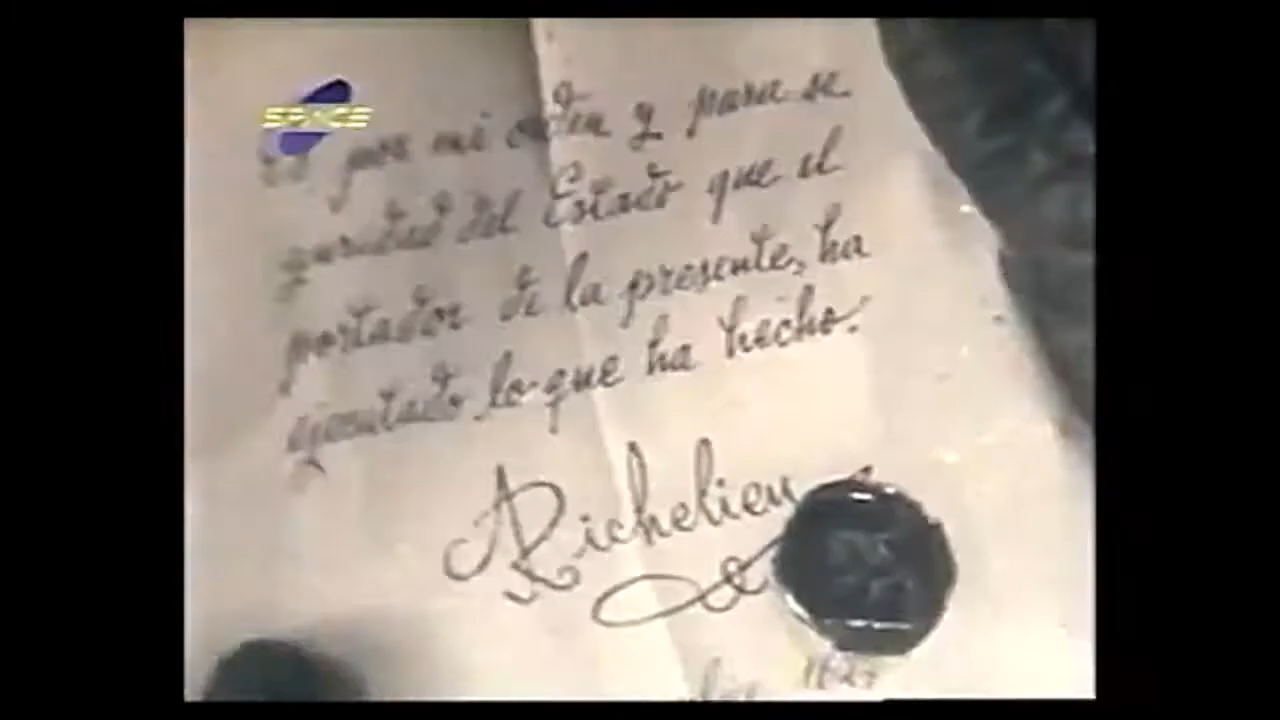 SPACE
por mi orden y para se
guridad del Estado que el
portador de la presente, ha
ejecutado lo que ha hecho.
Richelieu